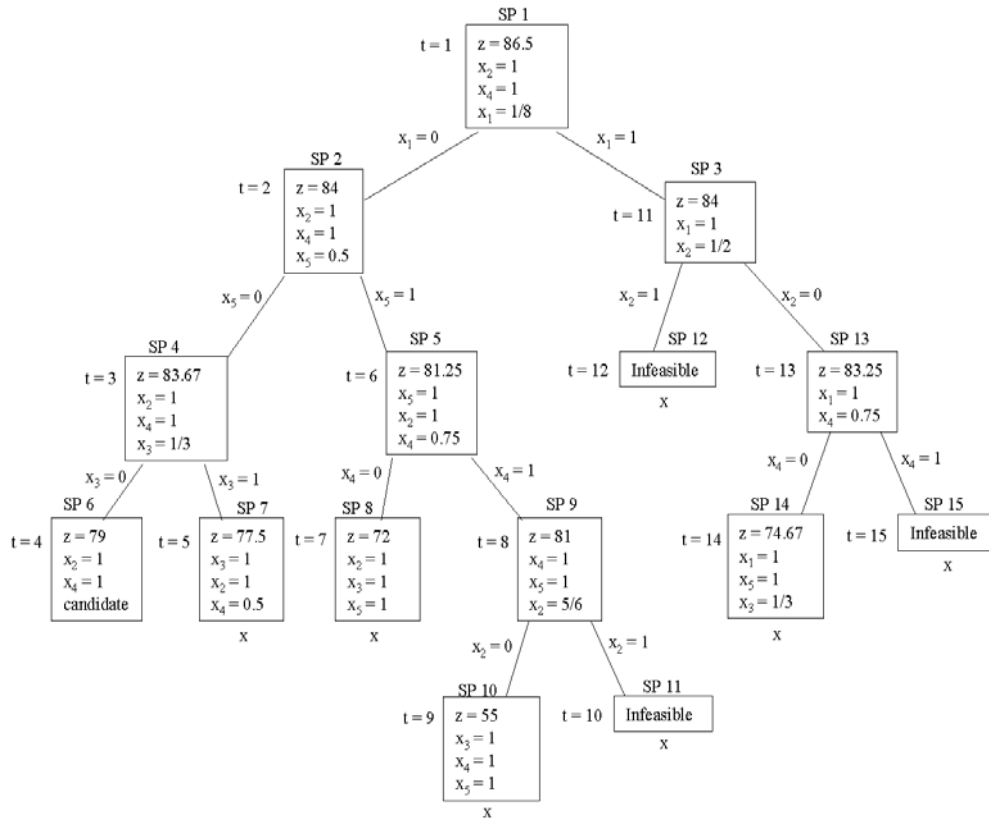 SP 1
t = 1
z = 86.5
x₂ = 1
x₄ = 1
x₁ = 1/8
x₁ = 0
x₁ = 1
SP 2
t = 2
z = 84
x₂ = 1
x₄ = 1
x₅ = 0.5
SP 3
t = 11
z = 84
x₁ = 1
x₂ = 1/2
x₅ = 0
x₅ = 1
x₂ = 1
x₂ = 0
SP 4
t = 3
z = 83.67
x₂ = 1
x₄ = 1
x₃ = 1/3
SP 5
t = 6
z = 81.25
x₅ = 1
x₂ = 1
x₄ = 0.75
SP 12
t = 12
Infeasible
x
SP 13
t = 13
z = 83.25
x₁ = 1
x₄ = 0.75
x₃ = 0
x₃ = 1
x₄ = 0
x₄ = 1
x₄ = 0
x₄ = 1
SP 6
t = 4
z = 79
x₂ = 1
x₄ = 1
candidate
SP 7
t = 5
z = 77.5
x₃ = 1
x₂ = 1
x₄ = 0.5
x
SP 8
t = 7
z = 72
x₂ = 1
x₃ = 1
x₅ = 1
x
SP 9
t = 8
z = 81
x₄ = 1
x₅ = 1
x₂ = 5/6
SP 14
t = 14
z = 74.67
x₁ = 1
x₅ = 1
x₃ = 1/3
x
SP 15
t = 15
Infeasible
x
x₂ = 0
x₂ = 1
SP 10
t = 9
z = 55
x₃ = 1
x₄ = 1
x₅ = 1
x
SP 11
t = 10
Infeasible
x